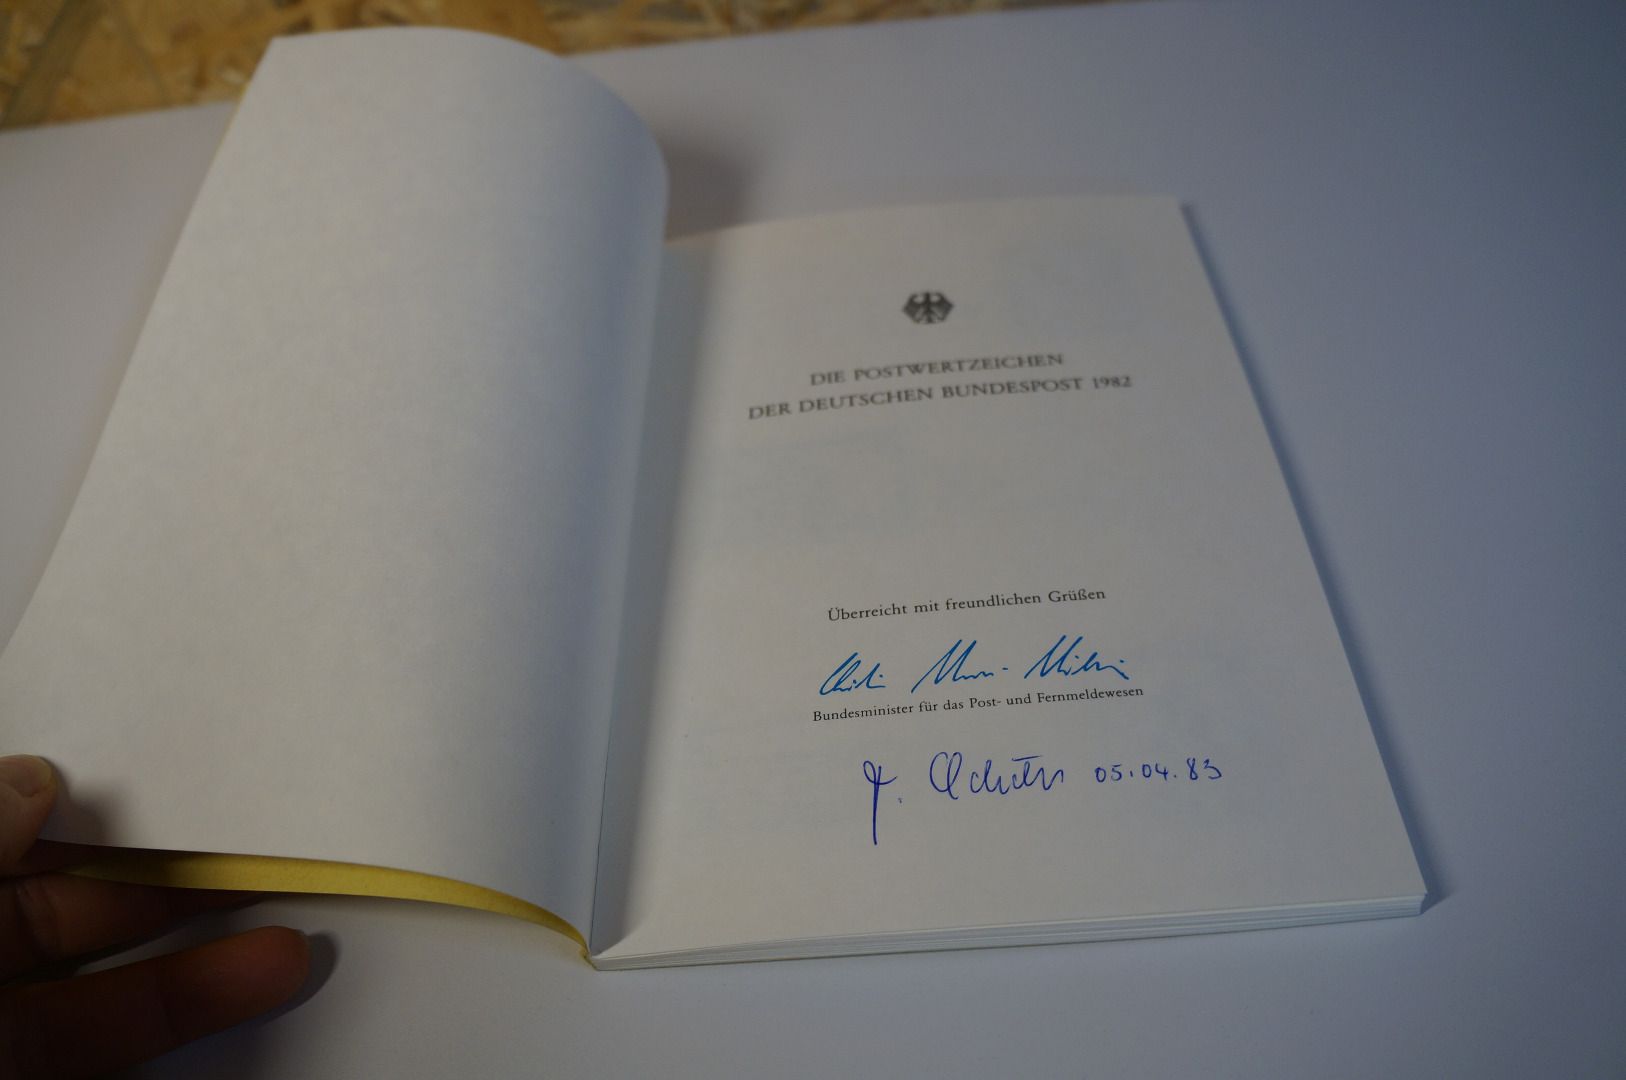 DIE POSTWERTZEICHEN
DER DEUTSCHEN BUNDESPOST 1982
Überreicht mit freundlichen Grüßen
Bundesminister für das Post- und Fernmeldewesen
05.04.83